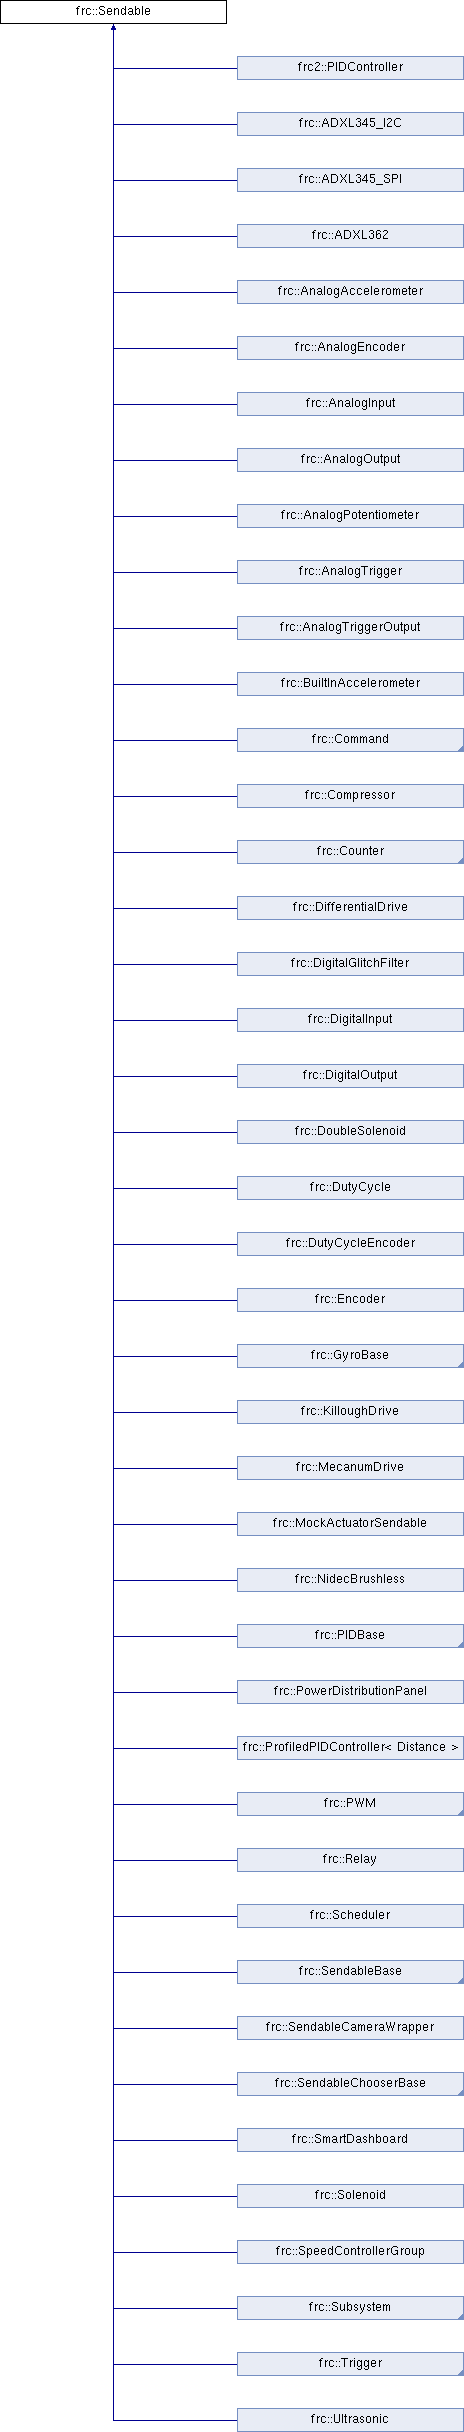 frc::Sendable
frc2::PIDController
frc::ADXL345_I2C
frc::ADXL345_SPI
frc::ADXL362
frc::AnalogAccelerometer
frc::AnalogEncoder
frc::AnalogInput
frc::AnalogOutput
frc::AnalogPotentiometer
frc::AnalogTrigger
frc::AnalogTriggerOutput
frc::BuiltInAccelerometer
frc::Command
frc::Compressor
frc::Counter
frc::DifferentialDrive
frc::DigitalGlitchFilter
frc::DigitalInput
frc::DigitalOutput
frc::DoubleSolenoid
frc::DutyCycle
frc::DutyCycleEncoder
frc::Encoder
frc::GyroBase
frc::KilloughDrive
frc::MecanumDrive
frc::MockActuatorSendable
frc::NidecBrushless
frc::PIDBase
frc::PowerDistributionPanel
frc::ProfiledPIDController< Distance >
frc::PWM
frc::Relay
frc::Scheduler
frc::SendableBase
frc::SendableCameraWrapper
frc::SendableChooserBase
frc::SmartDashboard
frc::Solenoid
frc::SpeedControllerGroup
frc::Subsystem
frc::Trigger
frc::Ultrasonic